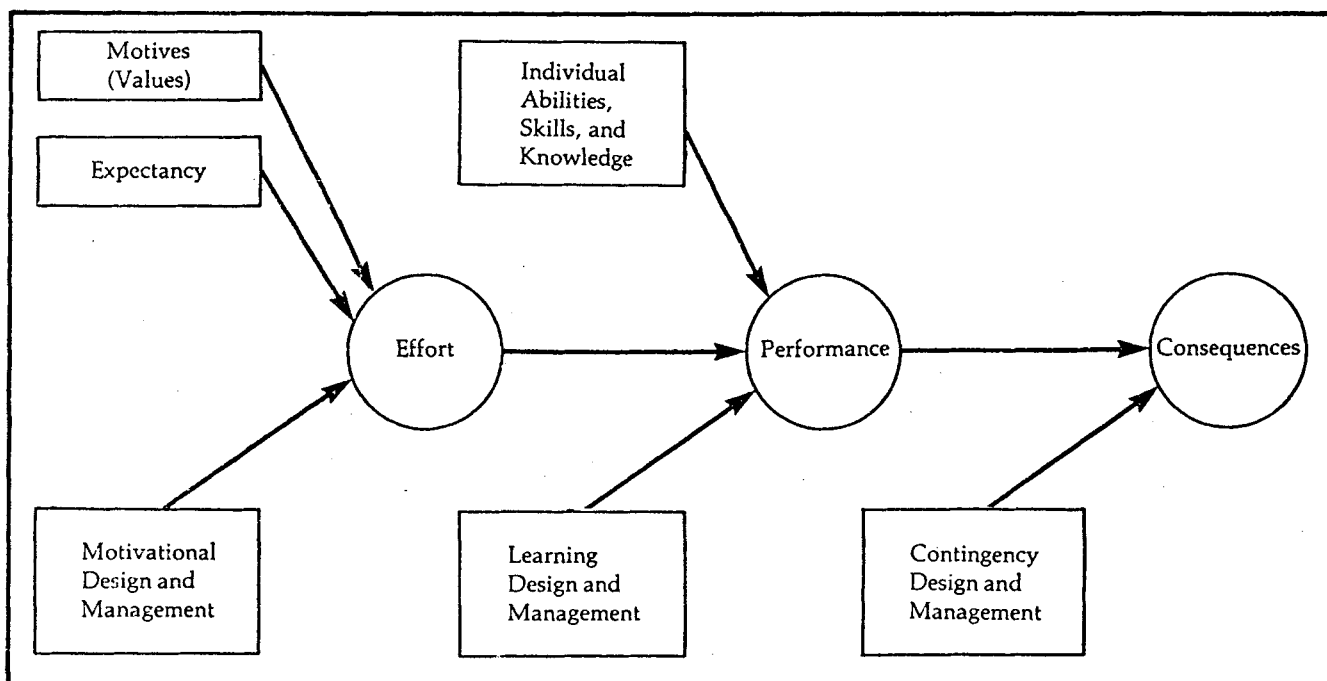 Motives
(Values)
Expectancy
Individual
Abilities,
Skills, and
Knowledge
Effort
Performance
Consequences
Motivational
Design and
Management
Learning
Design and
Management
Contingency
Design and
Management